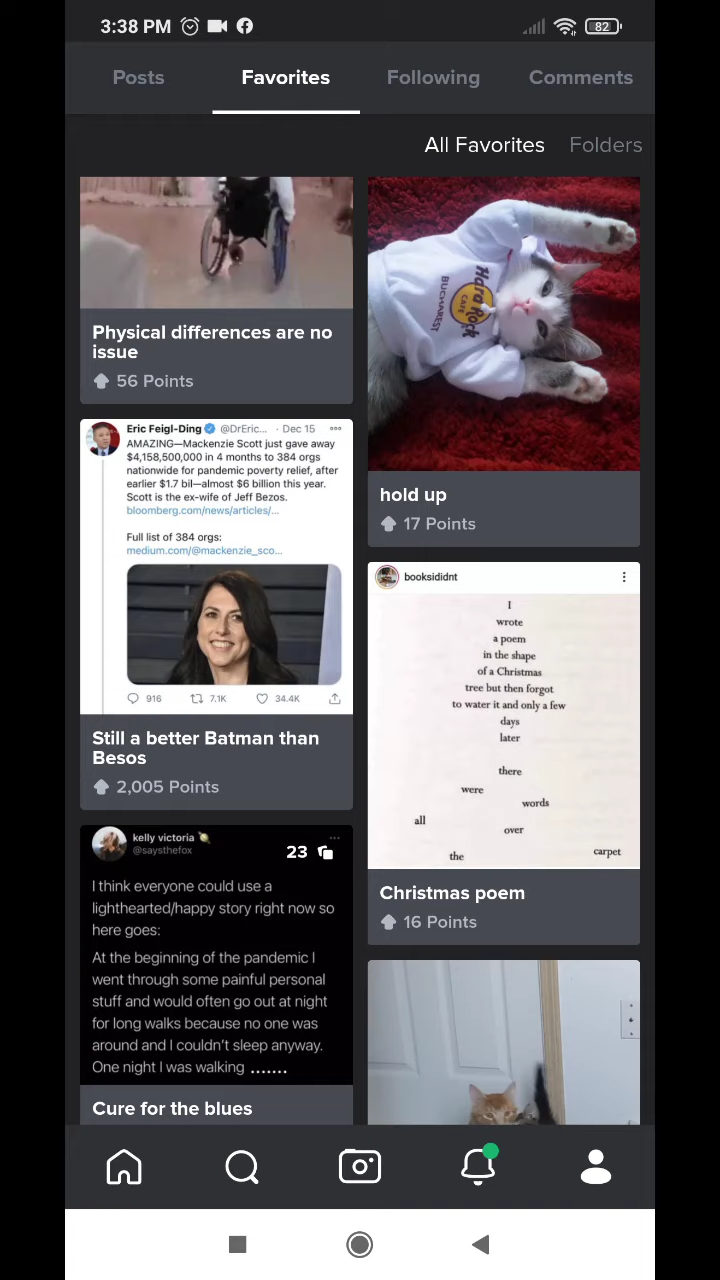 3:38 PM
82
Posts
Favorites
Following
Comments
All Favorites
Folders
Physical differences are no
issue
56 Points
Eric Feigl-Ding @DrEric... · Dec 15
AMAZING—Mackenzie Scott just gave away
$4,158,500,000 in 4 months to 384 orgs
nationwide for pandemic poverty relief, after
earlier $1.7 bil—almost $6 billion this year.
Scott is the ex-wife of Jeff Bezos.
bloomberg.com/news/articles/...
Full list of 384 orgs:
medium.com/@mackenzie_sco...
916
7.1K
34.4K
Still a better Batman than
Besos
2,005 Points
kelly victoria
@saysthefox
23
I think everyone could use a
lighthearted/happy story right now so
here goes:
At the beginning of the pandemic I
went through some painful personal
stuff and would often go out at night
for long walks because no one was
around and I couldn't sleep anyway.
One night I was walking .......
Cure for the blues
Hard Rock
CAFE
BUCHAREST
hold up
17 Points
booksididnt
I
wrote
a poem
in the shape
of a Christmas
tree but then forgot
to water it and only a few
days
later
there
were
words
all
over
the
carpet
Christmas poem
16 Points